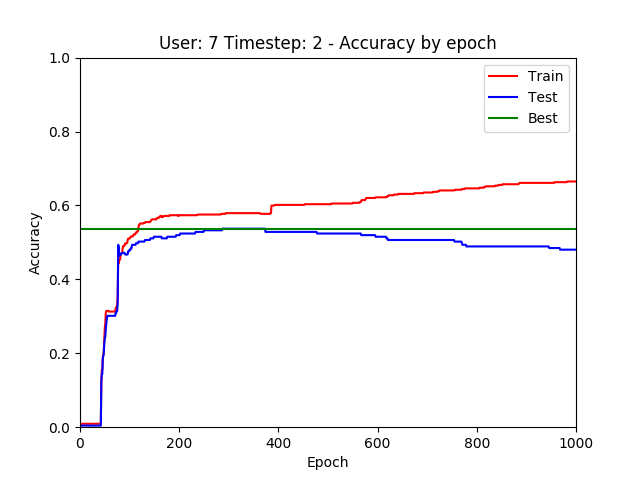 User: 7 Timestep: 2 - Accuracy by epoch
1.0
0.8
0.6
0.4
0.2
0.0
Accuracy
Train
Test
Best
0 200 400 600 800 1000
Epoch